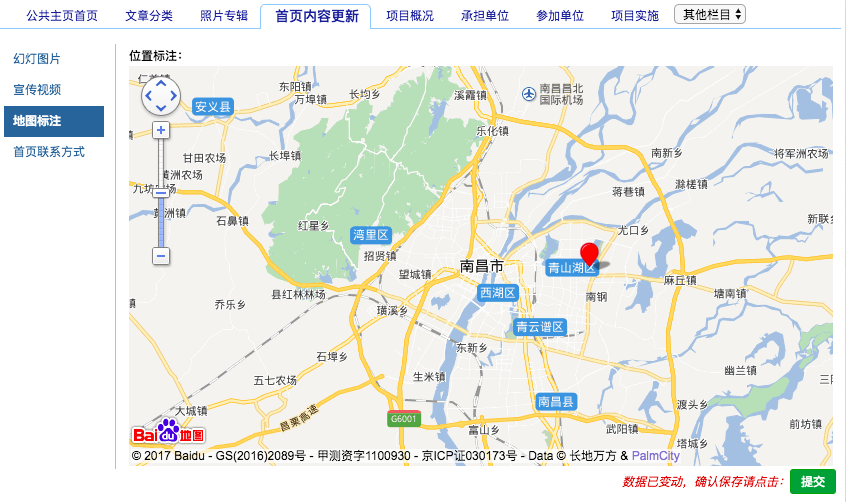 公共主页首页 文章分类 照片专辑 首页内容更新 项目概况 承担单位 参加单位 项目实施 其他栏目
幻灯图片
宣传视频
地图标注
首页联系方式
位置标注：
东阳镇
溪霞镇
南昌昌北
国际机场
长均乡
万埠镇
安义县
乐化镇
长埠镇
甘田农场
南新乡
将军洲农场
黄洲农场
蒋巷镇
滁槎镇
石鼻镇
红星乡
湾里区
尤口乡
招贤镇
望城镇
南昌市
青山湖区
麻丘镇
县红林林场
西湖区
南钢
塘南镇
乔乐乡
璜溪乡
青云谱区
东新乡
石埠乡
幽兰镇
五七农场
生米镇
南昌县
渡头乡
大城镇
昌栗高速
G6001
富山乡
武阳镇
前坊镇
塔城乡
Bai du 地图
© 2017 Baidu - GS(2016)2089号 - 甲测资字1100930 - 京ICP证030173号 - Data © 长地万方 & PalmCity
数据已变动，确认保存请点击： 提交